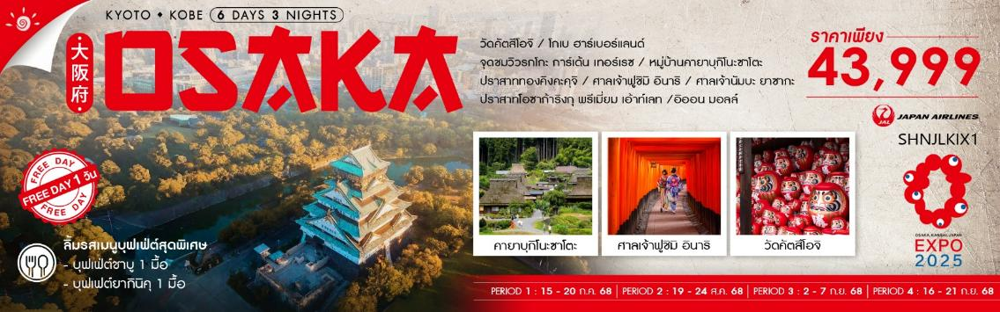 KYOTO • KOBE 6 DAYS 3 NIGHTS
大阪府
OSAKA
วัดคัตสึโอจิ / โกเบ ฮาร์เบอร์แลนด์
จุดชมวิวรกโกะ การ์เด้น เทอร์เรซ / หมู่บ้านคายาบุกิโนะซาโตะ
ปราสาททองคิงคะคุจิ / ศาลเจ้าฟูชิมิ อินาริ / ศาลเจ้านัมบะ ยาซากะ
ปราสาทโอซาก้าริงกุ พรีเมี่ยม เอ้าท์เลท /อิออน มอลล์
ราคาเพียง
43,999
JAL JAPAN AIRLINES
SHNJLKIX1
FREE DAY
FREE DAY 1 วัน
FREE DAY
ลิ้มรสเมนูบุฟเฟ่ต์สุดพิเศษ
- บุฟเฟ่ต์ชาบู 1 มื้อ
- บุฟเฟ่ต์ยากินิคุ 1 มื้อ
คายาบุกิโนะซาโตะ
ศาลเจ้าฟูชิมิ อินาริ
วัดคัตสึโอจิ
OSAKA, KANSAI, JAPAN
EXPO
2025
PERIOD 1 : 15 - 20 ก.ค. 68 | PERIOD 2 : 19 - 24 ส.ค. 68 | PERIOD 3 : 2 - 7 ก.ย. 68 | PERIOD 4 : 16 - 21 ก.ย. 68